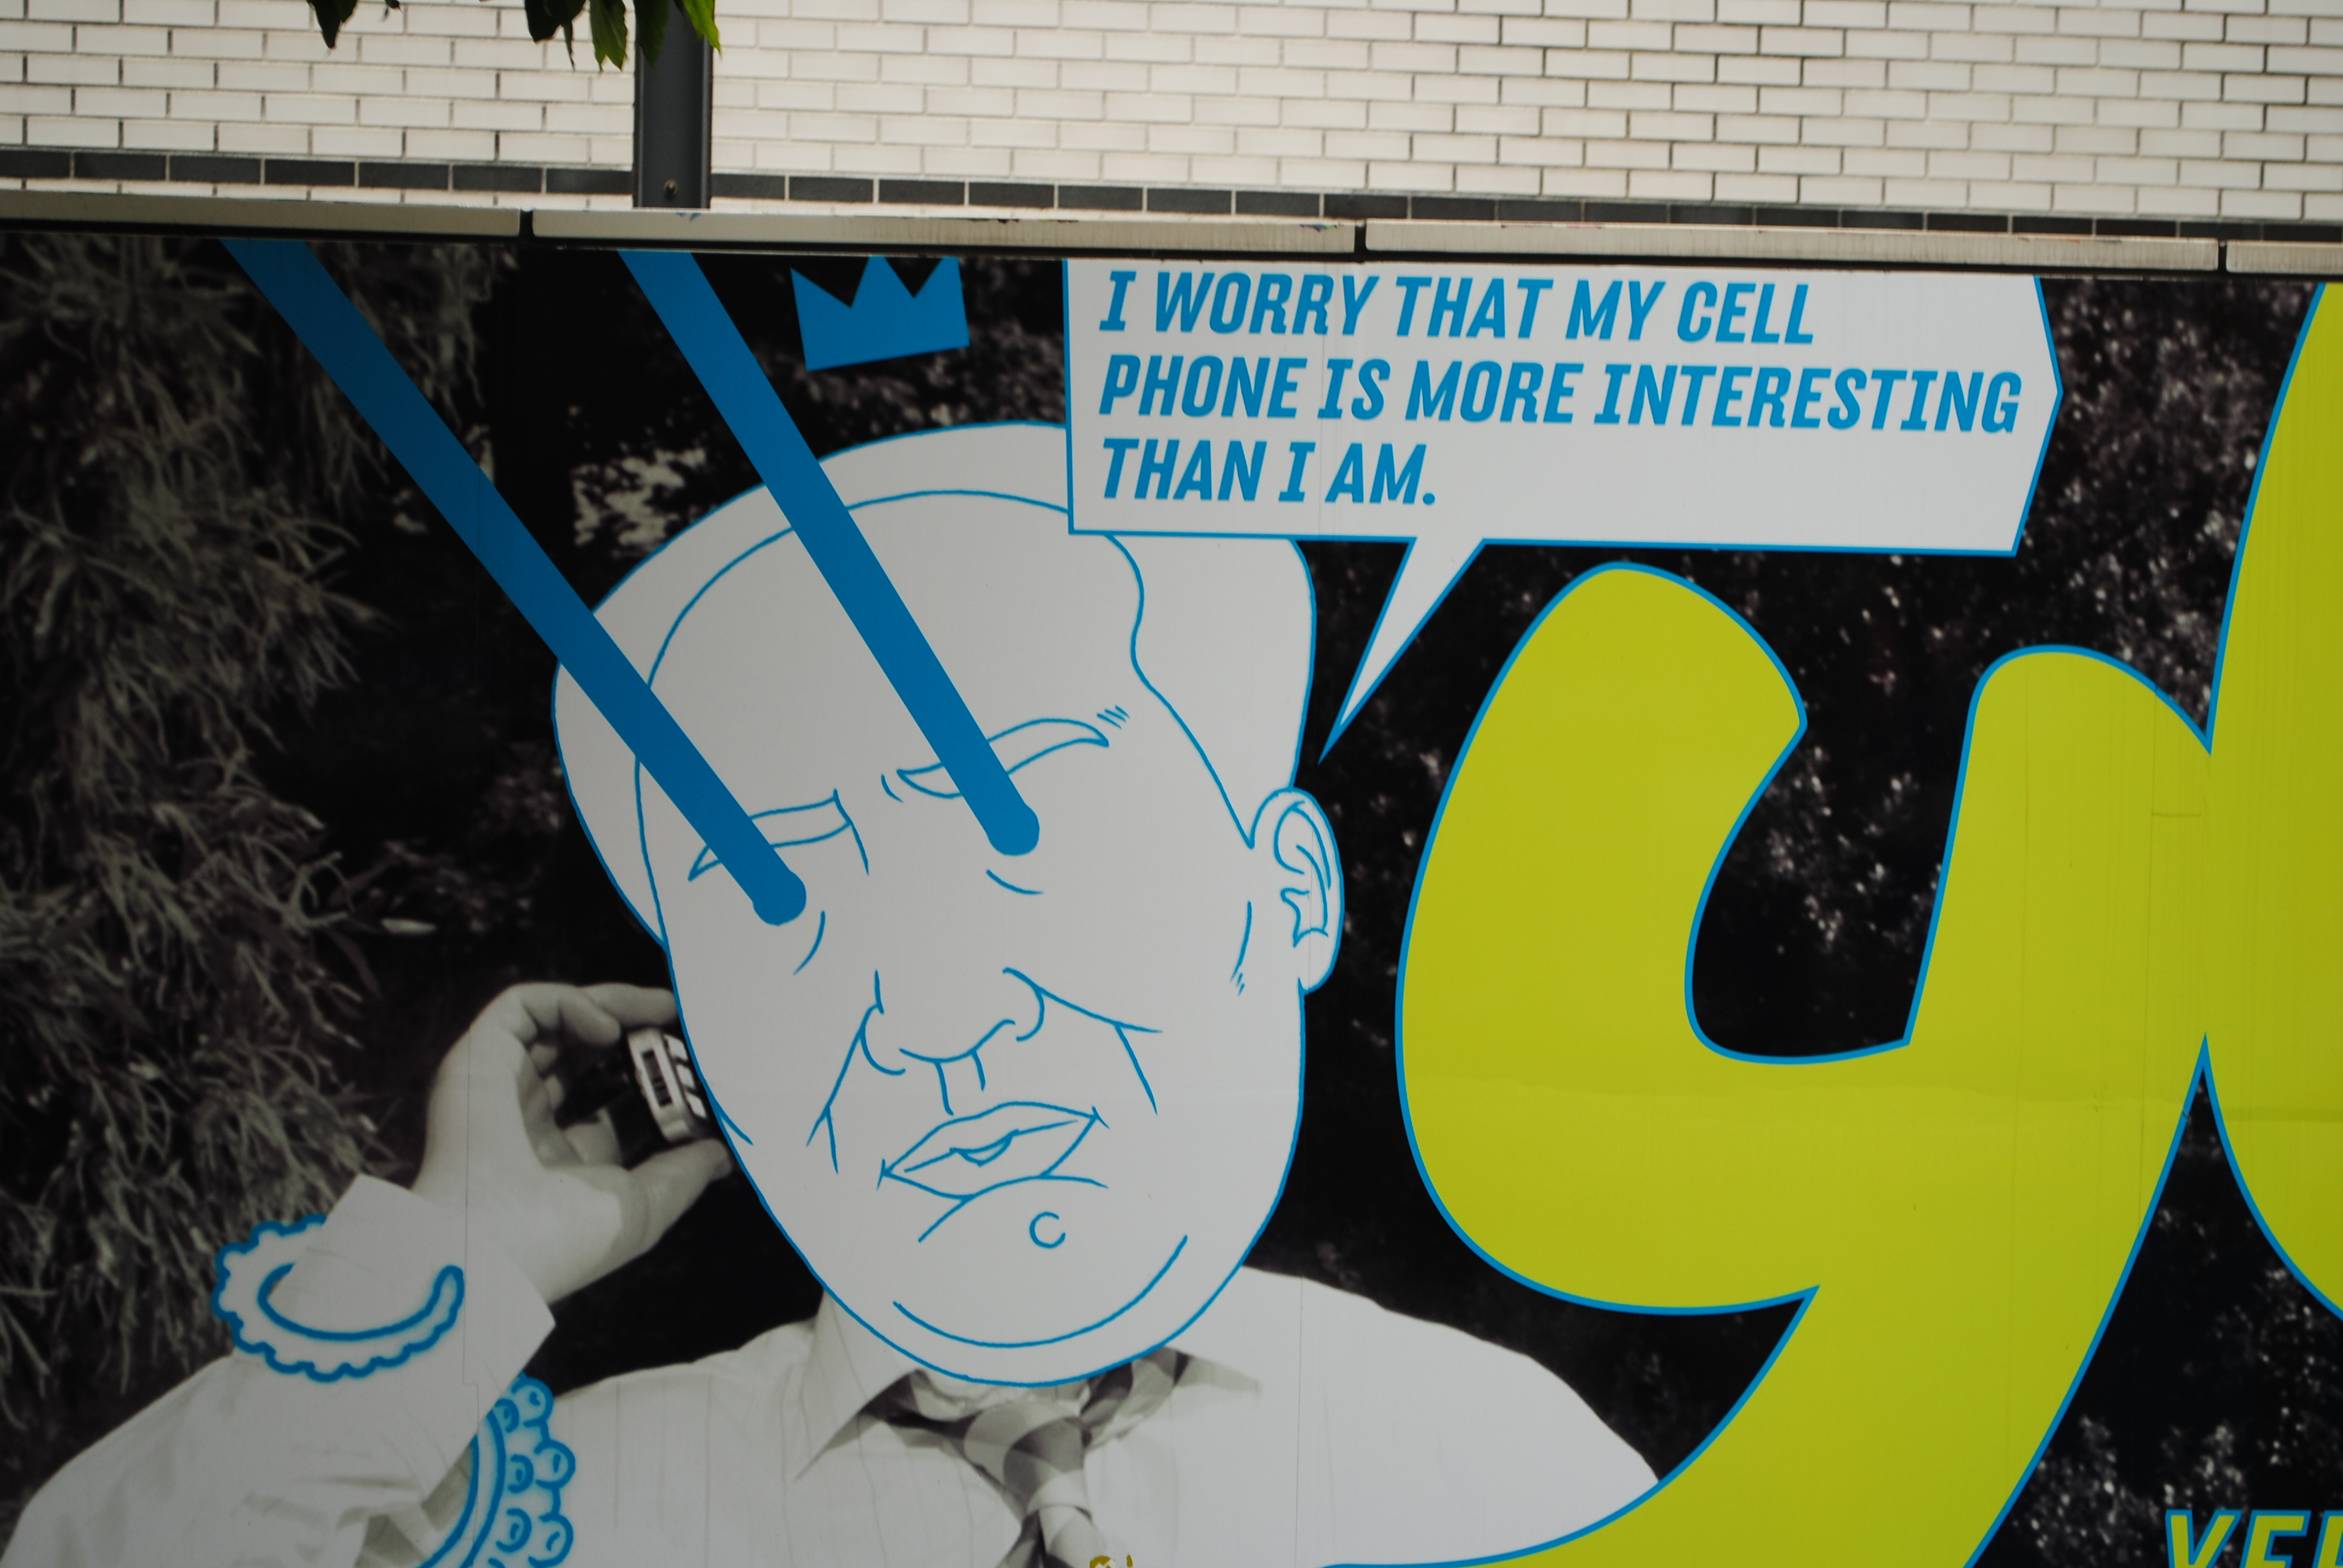 I WORRY THAT MY CELL
PHONE IS MORE INTERESTING
THAN I AM.
y